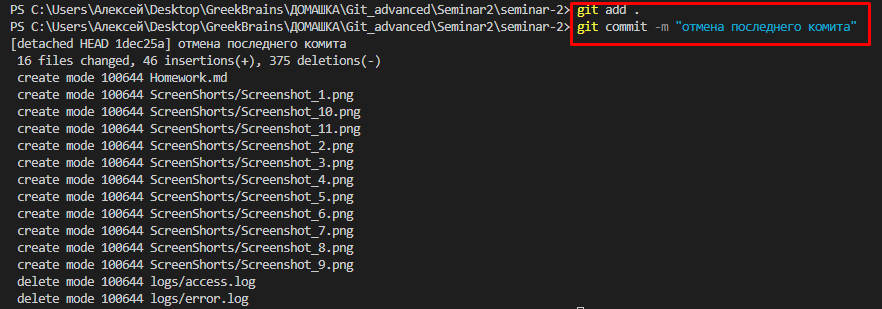 PS C:\Users\Алексей\Desktop\GreekBrains\ДОМАШКА\Git_advanced\Seminar2\seminar-2> git add .
PS C:\Users\Алексей\Desktop\GreekBrains\ДОМАШКА\Git_advanced\Seminar2\seminar-2> git commit -m "отмена последнего комита"
[detached HEAD 1dec25a] отмена последнего комита
 16 files changed, 46 insertions(+), 375 deletions(-)
 create mode 100644 Homework.md
 create mode 100644 ScreenShorts/Screenshot_1.png
 create mode 100644 ScreenShorts/Screenshot_10.png
 create mode 100644 ScreenShorts/Screenshot_11.png
 create mode 100644 ScreenShorts/Screenshot_2.png
 create mode 100644 ScreenShorts/Screenshot_3.png
 create mode 100644 ScreenShorts/Screenshot_4.png
 create mode 100644 ScreenShorts/Screenshot_5.png
 create mode 100644 ScreenShorts/Screenshot_6.png
 create mode 100644 ScreenShorts/Screenshot_7.png
 create mode 100644 ScreenShorts/Screenshot_8.png
 create mode 100644 ScreenShorts/Screenshot_9.png
 delete mode 100644 logs/access.log
 delete mode 100644 logs/error.log